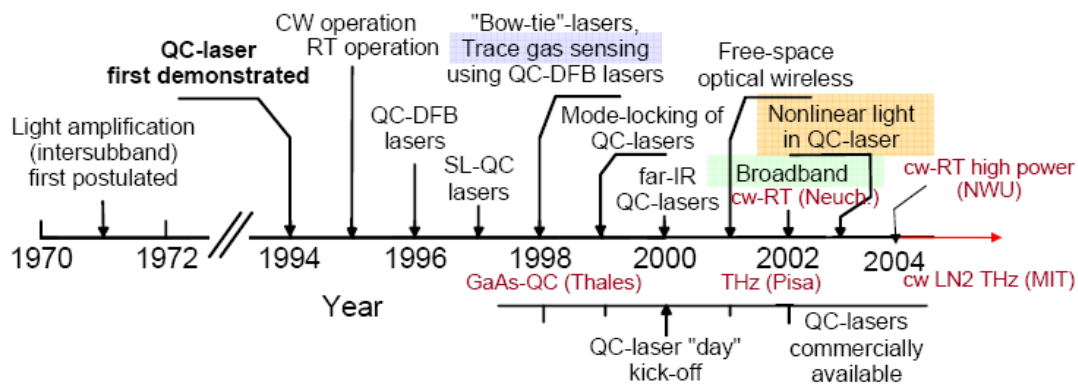 CW operation
RT operation
"Bow-tie"-lasers,
Trace gas sensing
using QC-DFB lasers
QC-laser
first demonstrated
Free-space
optical wireless
Light amplification
(intersubband)
first postulated
QC-DFB
lasers
SL-QC
lasers
Mode-locking of
QC-lasers
far-IR
QC-lasers
Nonlinear light
in QC-laser
Broadband
cw-RT (Neuch.)
cw-RT high power
(NWU)
1970
1972
1994
1996
1998
2000
2002
2004
Year
GaAs-QC (Thales)
THz (Pisa)
cw LN2 THz (MIT)
QC-laser "day"
kick-off
QC-lasers
commercially
available